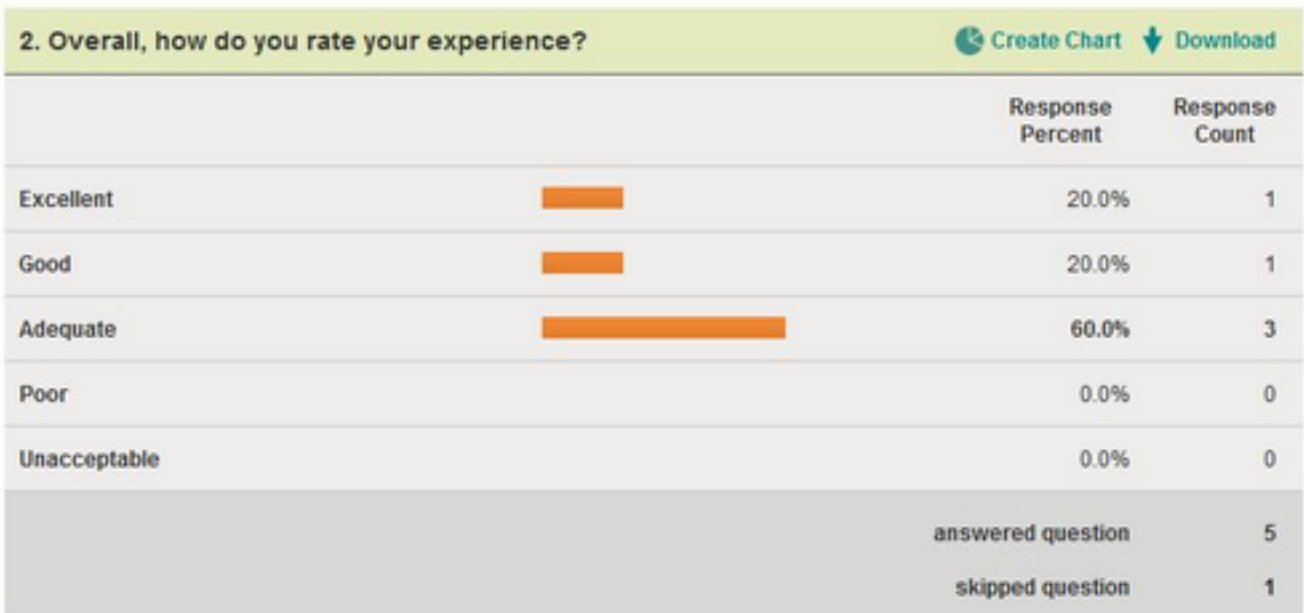 2. Overall, how do you rate your experience? Create Chart Download
Response Percent Response Count
Excellent 20.0% 1
Good 20.0% 1
Adequate 60.0% 3
Poor 0.0% 0
Unacceptable 0.0% 0
answered question 5
skipped question 1